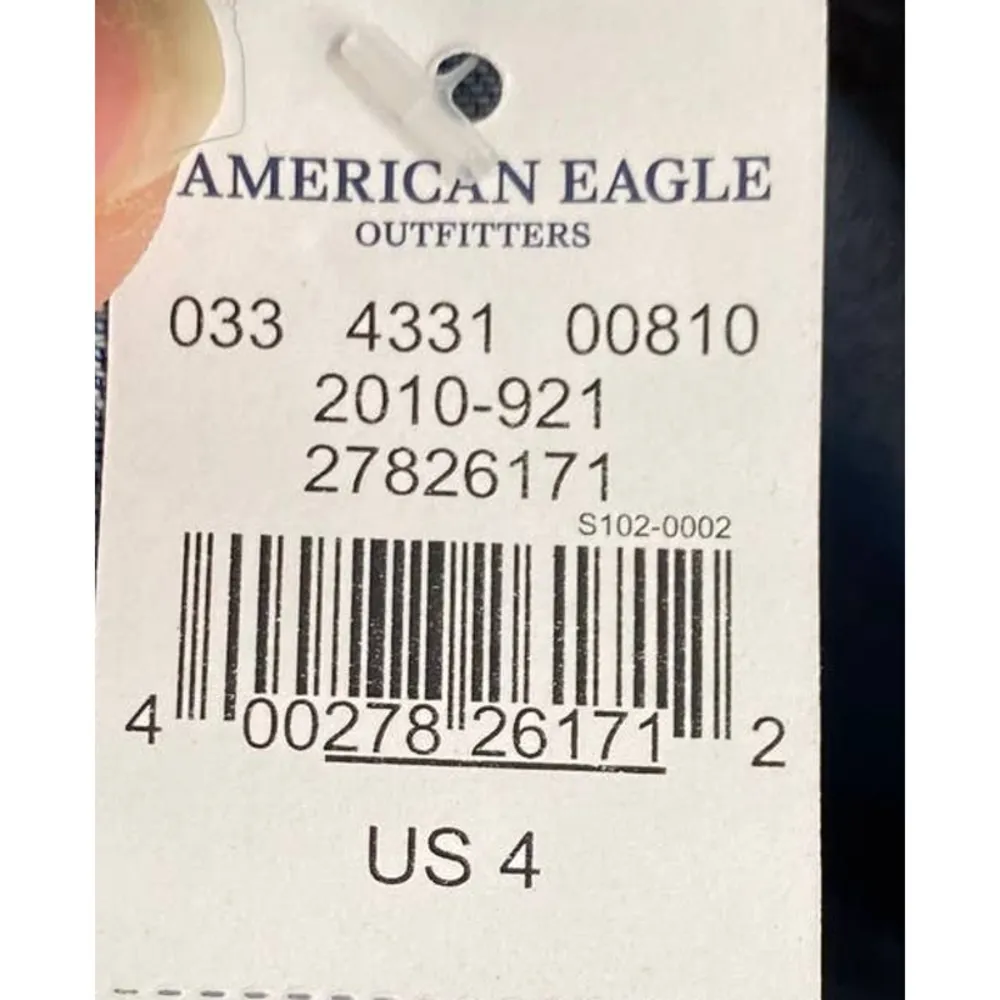 AMERICAN EAGLE
OUTFITTERS
033 4331 00810
2010-921
27826171
S102-0002
4 00278 26171 2
US 4